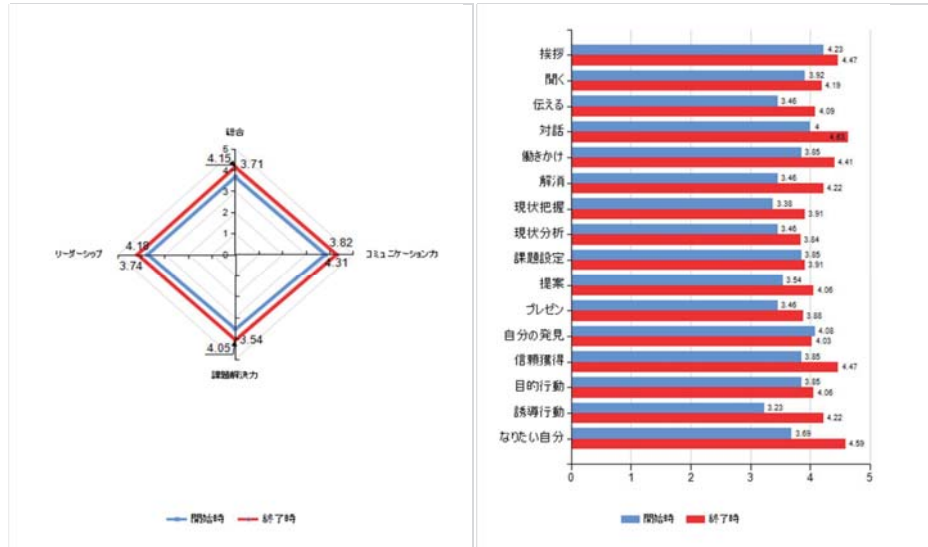 総合
5
4.15
3.71
4
3
2
1
0
リーダーシップ
4.18
3.74
3.82
4.31
コミュニケーション力
4.05
3.54
課題解決力
開始時
終了時
挨拶
4.23
4.47
聞く
3.92
4.19
伝える
3.46
4.09
対話
4
4.63
働きかけ
3.85
4.41
解消
3.46
4.22
現状把握
3.38
3.91
現状分析
3.46
3.84
課題設定
3.85
3.91
提案
3.54
4.06
プレゼン
3.46
3.88
自分の発見
4.08
4.03
信頼獲得
3.85
4.47
目的行動
3.85
4.06
誘導行動
3.23
4.22
なりたい自分
3.69
4.59
0 1 2 3 4 5
開始時 終了時